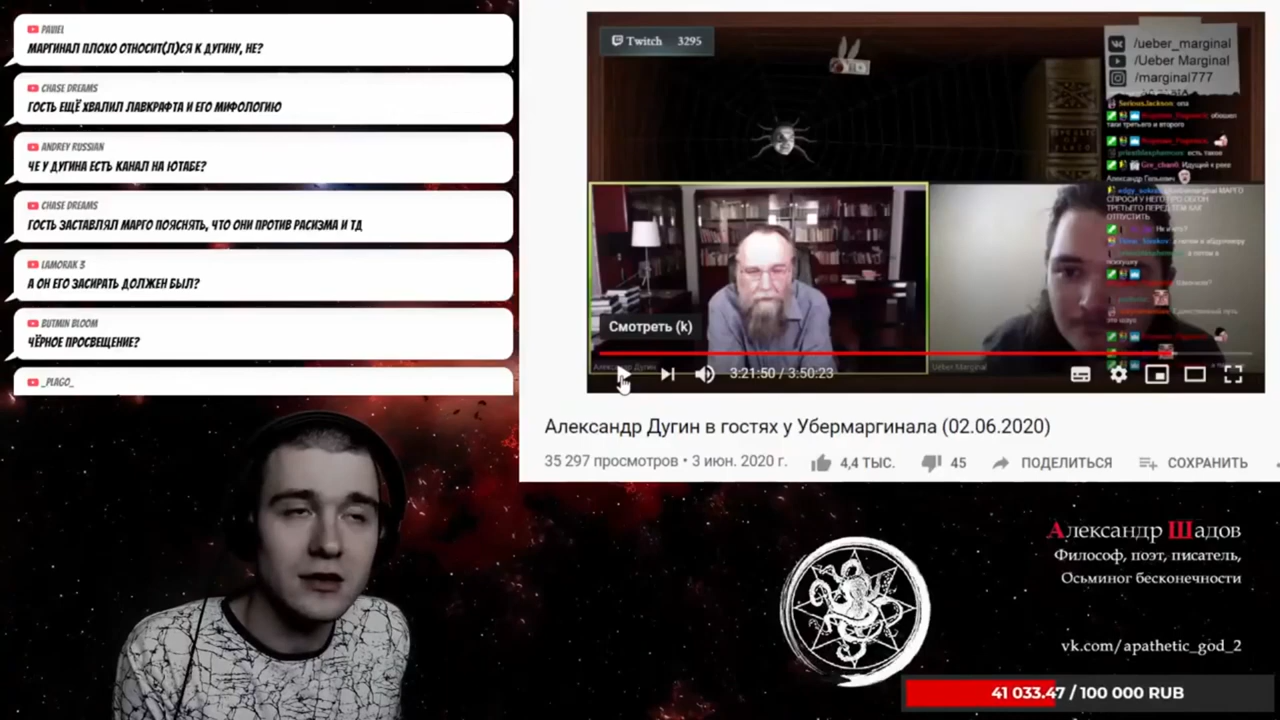 PAVIEL
МАРГИНАЛ ПЛОХО ОТНОСИТ(Л)СЯ К ДУГИНУ, НЕ?
CHASE DREAMS
ГОСТЬ ЕЩЁ ХВАЛИЛ ЛАВКРАФТА И ЕГО МИФОЛОГИЮ
ANDREY RUSSIAN
ЧЕ У ДУГИНА ЕСТЬ КАНАЛ НА ЮТАБЕ?
CHASE DREAMS
ГОСТЬ ЗАСТАВЛЯЛ МАРГО ПОЯСНЯТЬ, ЧТО ОНИ ПРОТИВ РАСИЗМА И ТД
LAMORAK 3
А ОН ЕГО ЗАСИРАТЬ ДОЛЖЕН БЫЛ?
BUTMIN BLOOM
ЧЁРНОЕ ПРОСВЕЩЕНИЕ?
_PLAGO_
Twitch 3295
/ueber_marginal
/Ueber Marginal
/marginal777
Смотреть (k)
Ueber Marginal
3:21:50 / 3:50:23
Александр Дугин в гостях у Убермаргинала (02.06.2020)
35 297 просмотров • 3 июн. 2020 г.
4,4 ТЫС.
45
ПОДЕЛИТЬСЯ
СОХРАНИТЬ
Александр Шадов
Философ, поэт, писатель,
Осьминог бесконечности
vk.com/apathetic_god_2
41 033.47 / 100 000 RUB